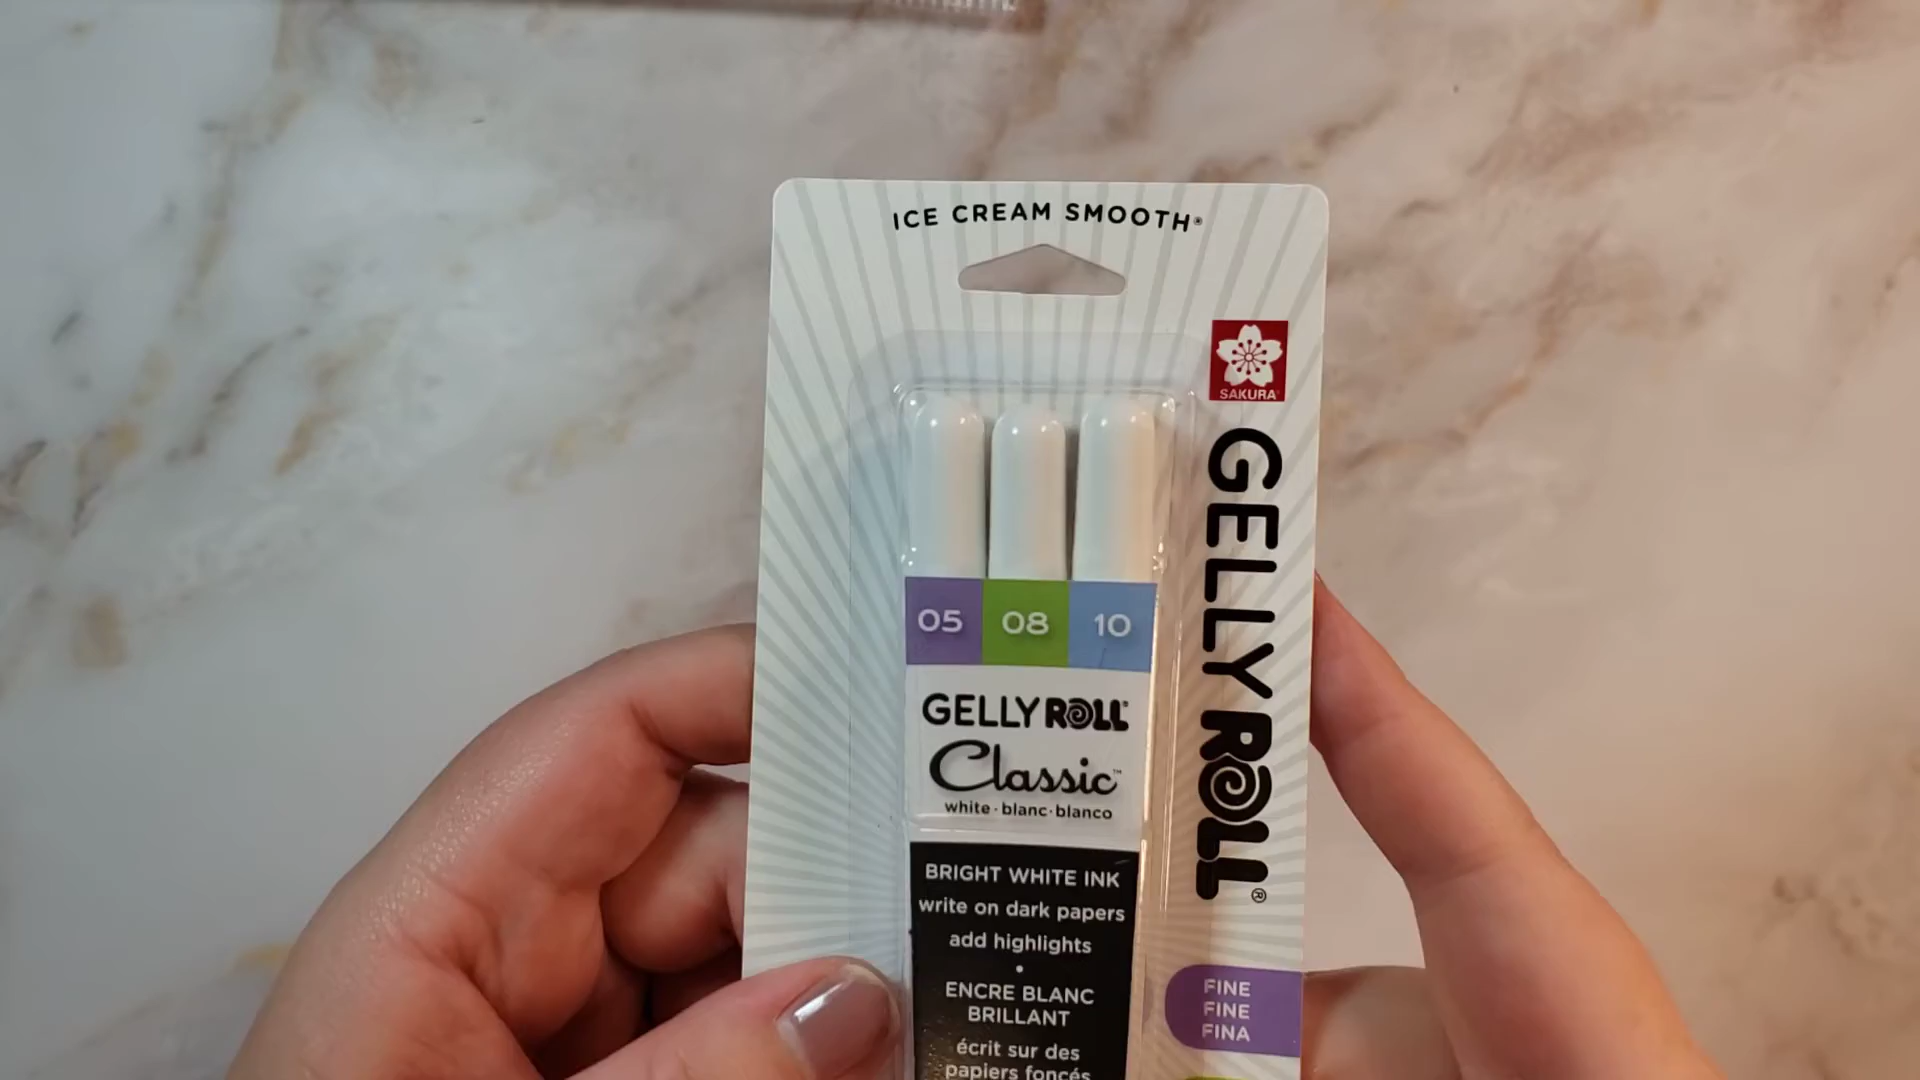 ICE CREAM SMOOTH®
SAKURA
GELLY ROLL®
05 08 10
GELLY ROLL™
Classic™
white · blanc · blanco
BRIGHT WHITE INK
write on dark papers
add highlights
•
ENCRE BLANC
BRILLANT
écrit sur des
papiers foncés
FINE
FINE
FINA